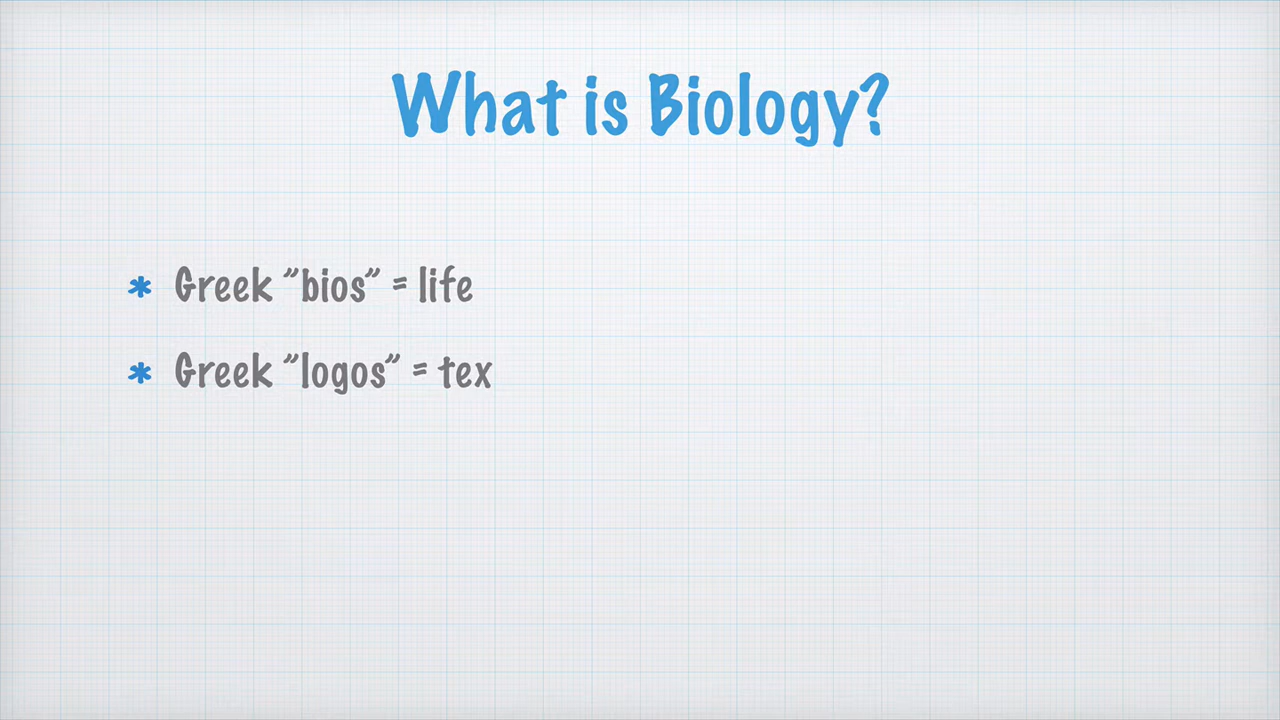 What is Biology?
* Greek ”bios” = life
* Greek ”logos” = tex